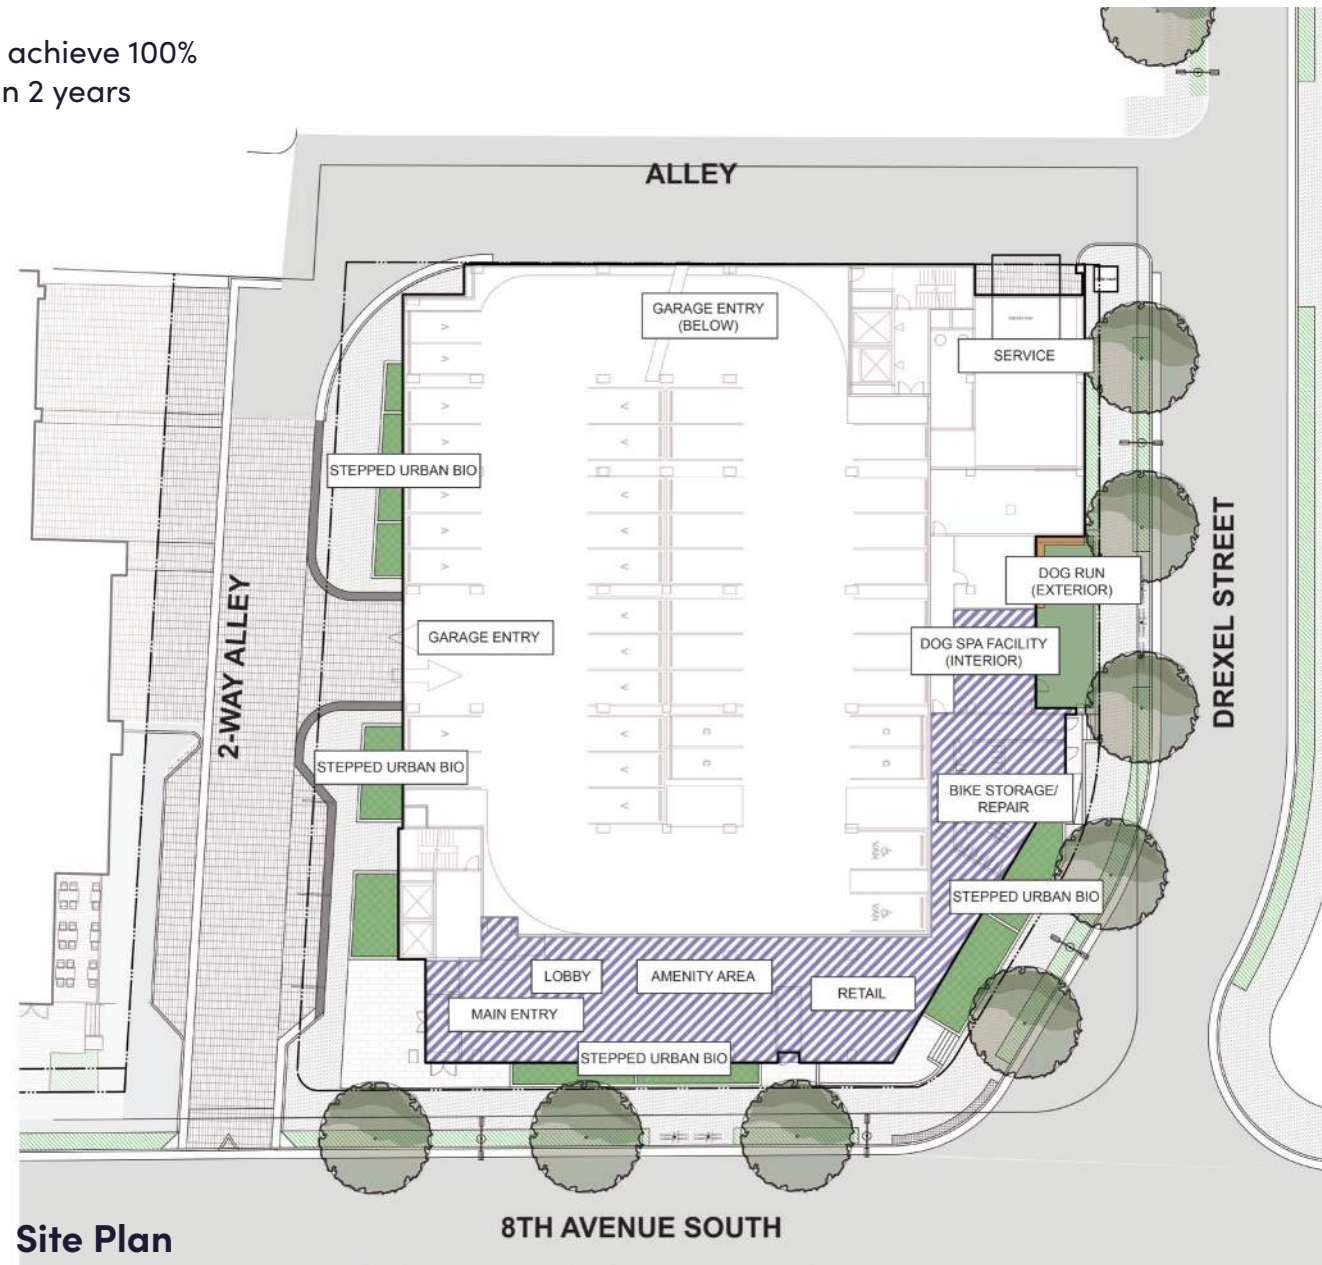 achieve 100%
n 2 years
ALLEY
GARAGE ENTRY
(BELOW)
SERVICE
STEPPED URBAN BIO
DOG RUN
(EXTERIOR)
2-WAY ALLEY
GARAGE ENTRY
DOG SPA FACILITY
(INTERIOR)
DREXEL STREET
STEPPED URBAN BIO
BIKE STORAGE/
REPAIR
C
C
C
C
VAN
VAN
STEPPED URBAN BIO
LOBBY
AMENITY AREA
RETAIL
MAIN ENTRY
STEPPED URBAN BIO
8TH AVENUE SOUTH
Site Plan